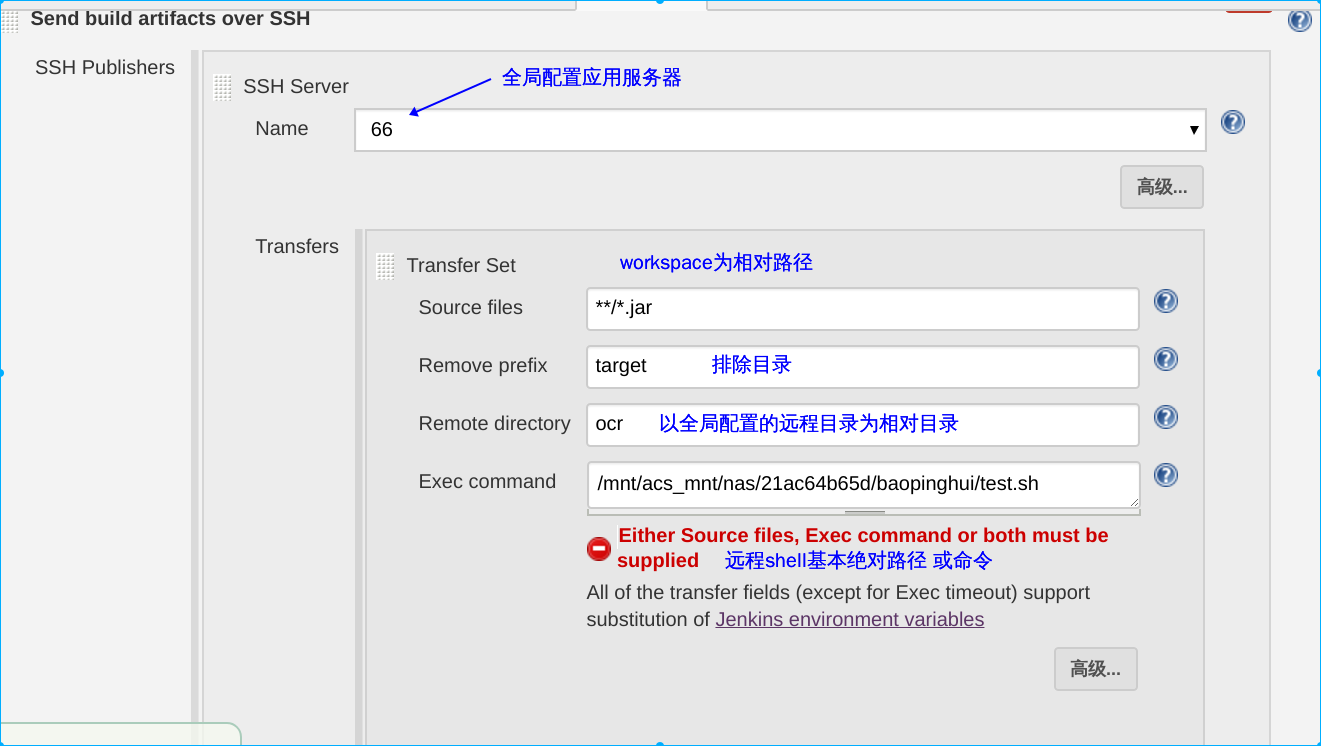 Send build artifacts over SSH
SSH Publishers
SSH Server
全局配置应用服务器
Name
66
高级...
Transfers
Transfer Set
workspace为相对路径
Source files
**/*.jar
Remove prefix
target
排除目录
Remote directory
ocr
以全局配置的远程目录为相对目录
Exec command
/mnt/acs_mnt/nas/21ac64b65d/baopinghui/test.sh
Either Source files, Exec command or both must be
supplied
远程shell基本绝对路径 或命令
All of the transfer fields (except for Exec timeout) support
substitution of Jenkins environment variables
高级...